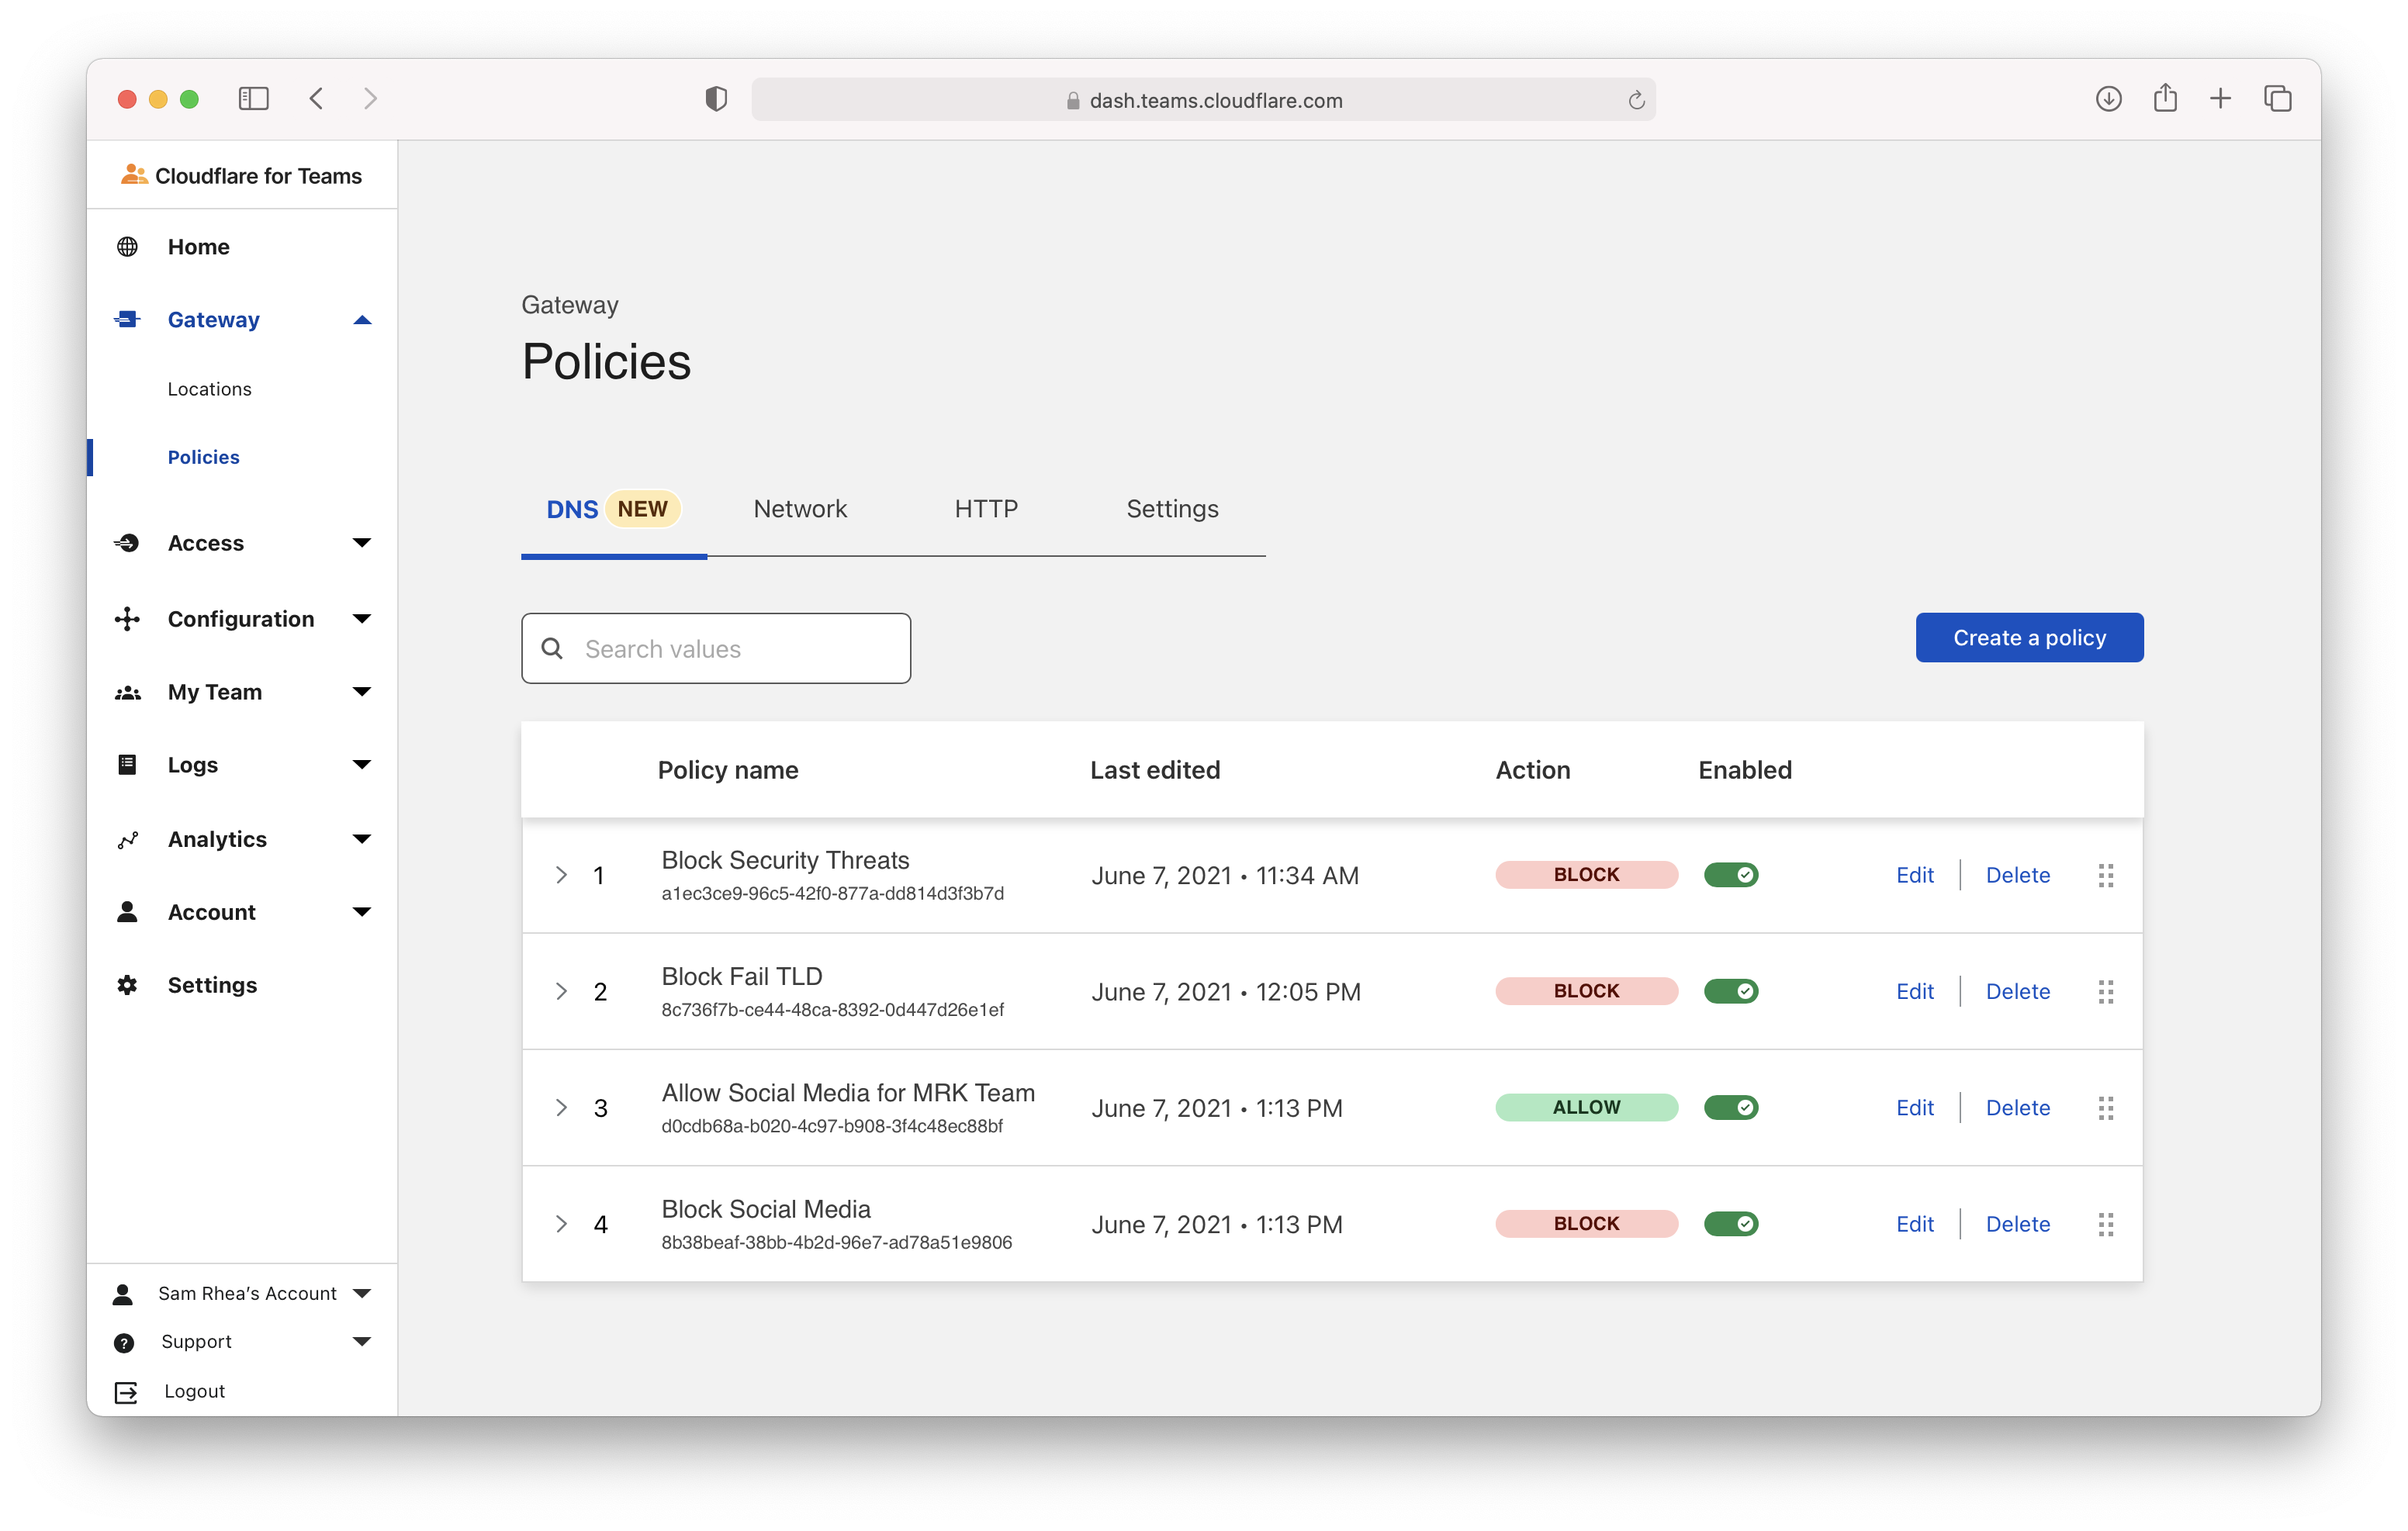 dash.teams.cloudflare.com
Cloudflare for Teams
Home
Gateway
Locations
Policies
Access
Configuration
My Team
Logs
Analytics
Account
Settings
Sam Rhea’s Account
Support
Logout
Gateway
Policies
DNS NEW Network HTTP Settings
Search values
Create a policy
Policy name Last edited Action Enabled
1 Block Security Threats June 7, 2021 • 11:34 AM BLOCK Edit Delete
a1ec3ce9-96c5-42f0-877a-dd814d3f3b7d
2 Block Fail TLD June 7, 2021 • 12:05 PM BLOCK Edit Delete
8c736f7b-ce44-48ca-8392-0d447d26e1ef
3 Allow Social Media for MRK Team June 7, 2021 • 1:13 PM ALLOW Edit Delete
d0cdb68a-b020-4c97-b908-3f4c48ec88bf
4 Block Social Media June 7, 2021 • 1:13 PM BLOCK Edit Delete
8b38beaf-38bb-4b2d-96e7-ad78a51e9806